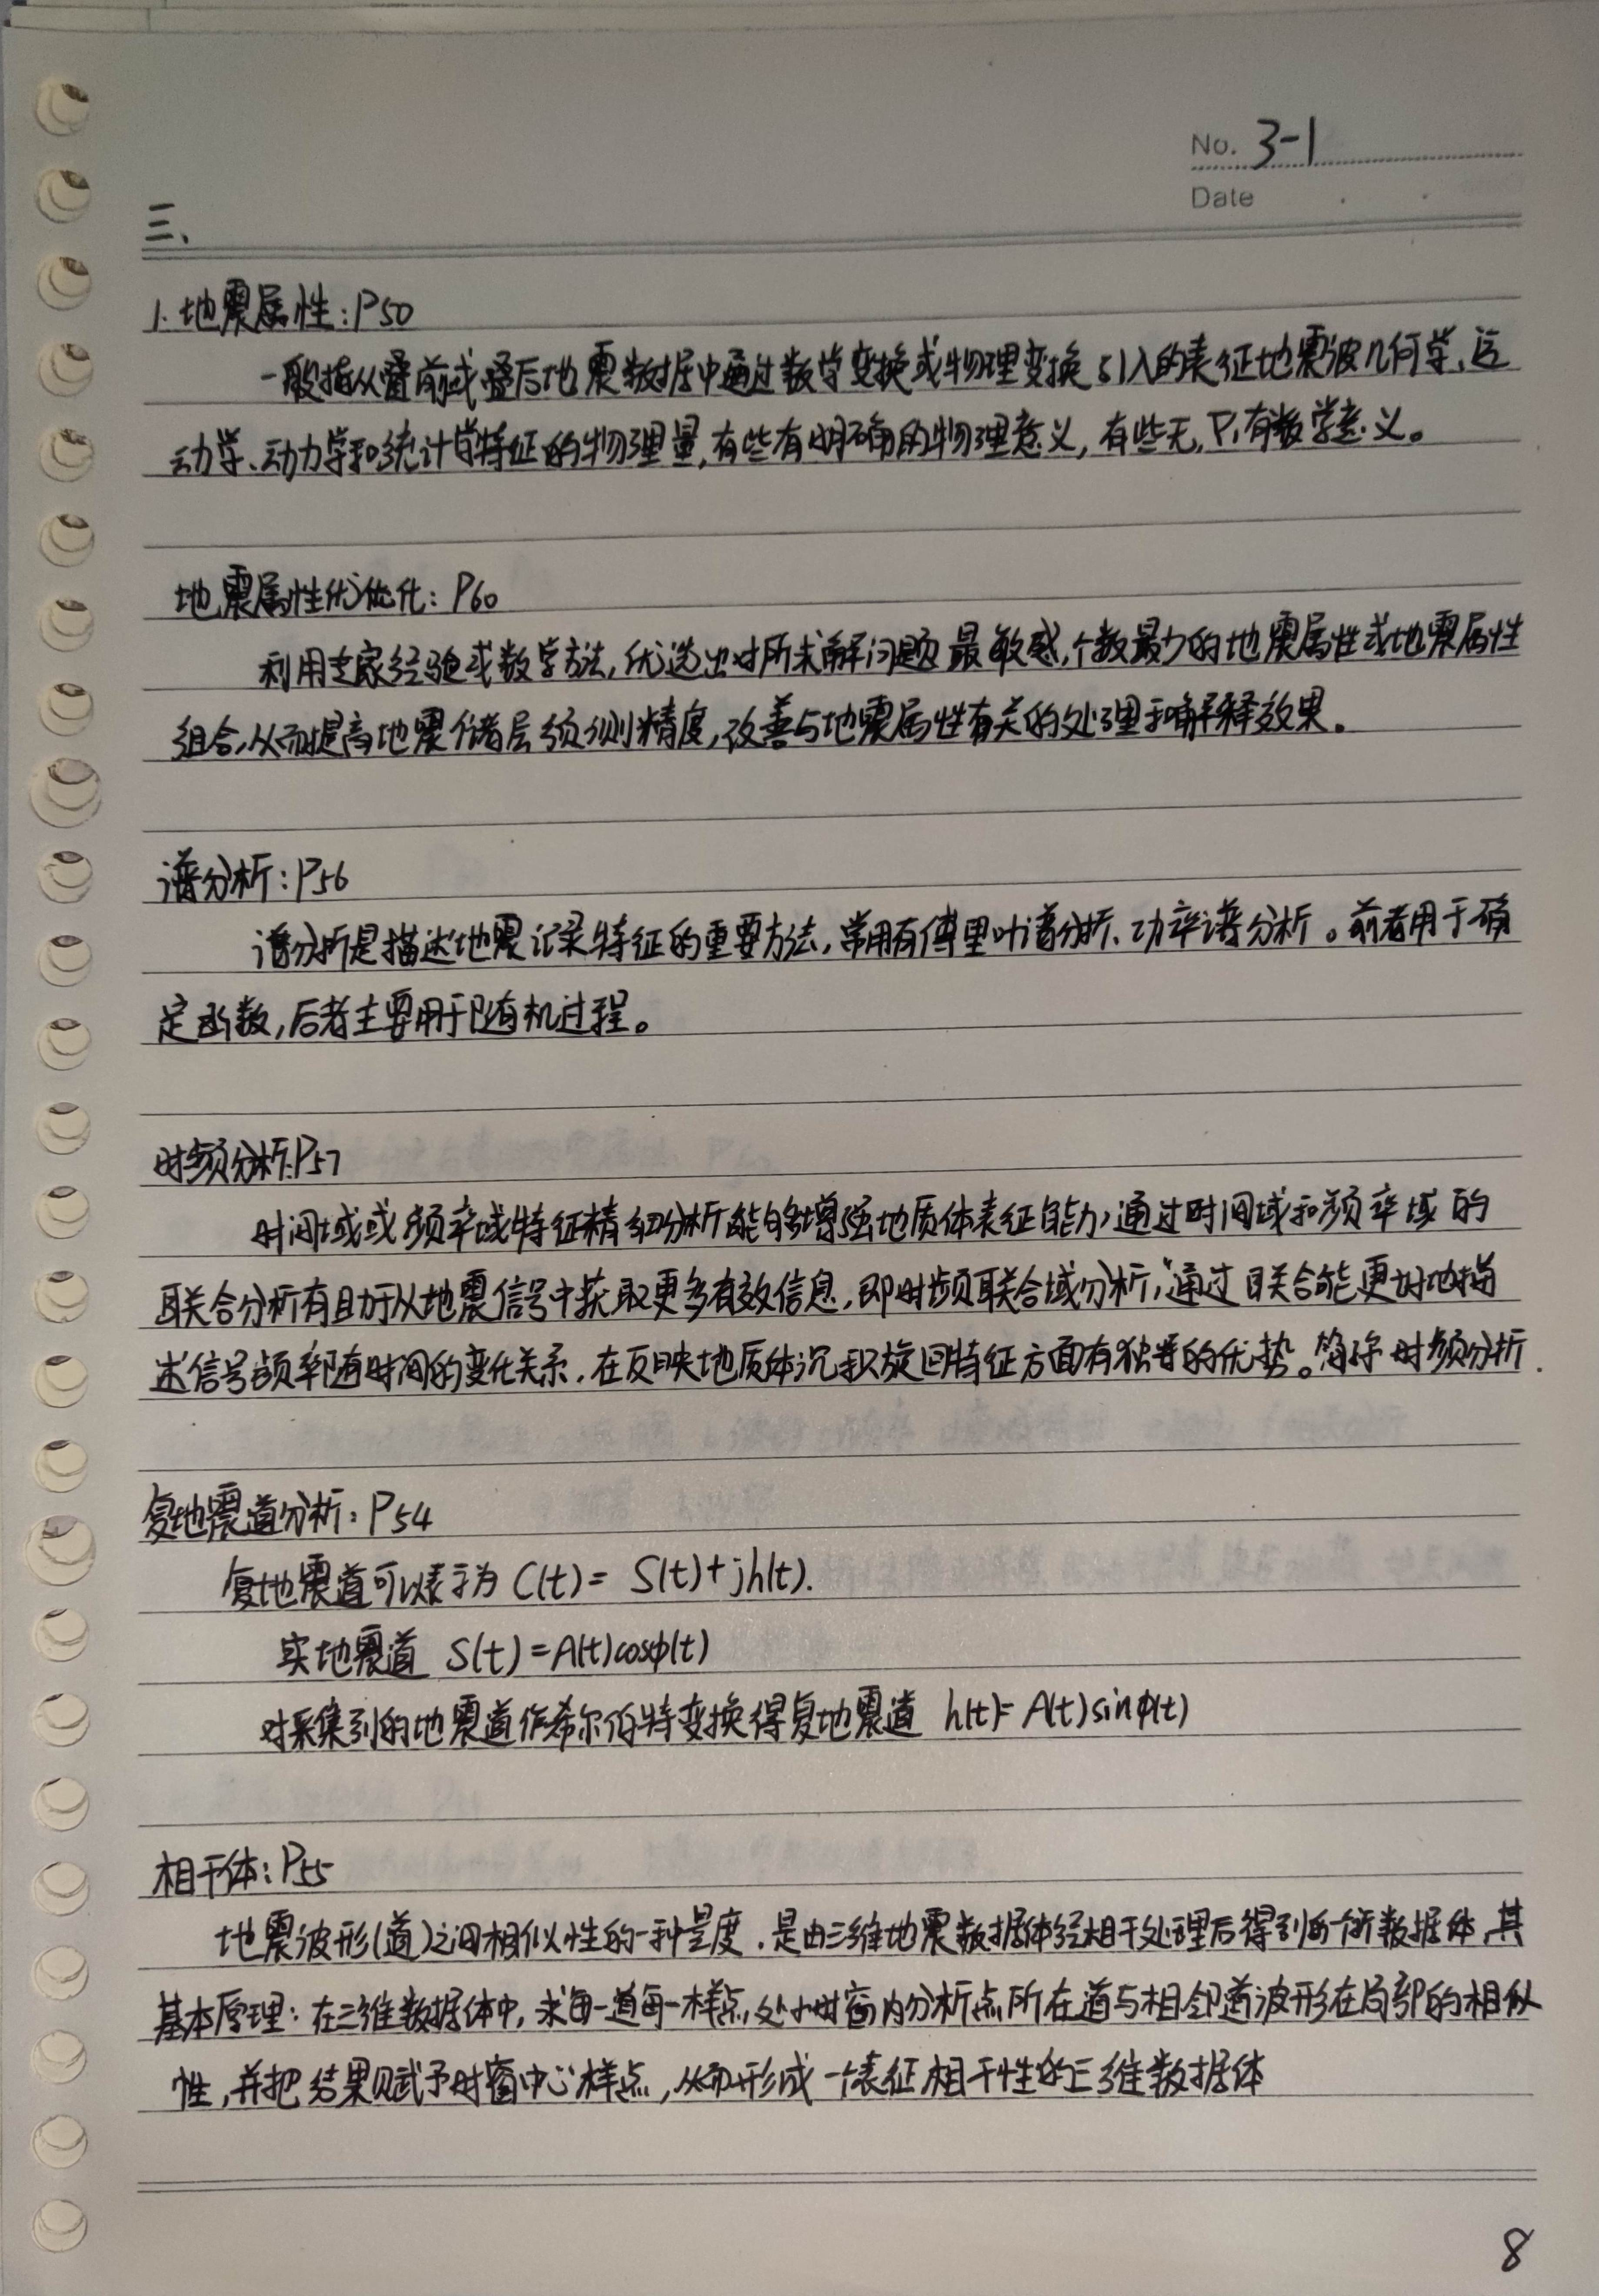 No. 3-1
Date
三、
1. 地震属性:P50
一般指从叠前或叠后地震数据中通过数学变换或物理变换引入的表征地震波几何学、运
动学、动力学和统计学特征的物理量,有些有明确的物理意义,有些无,只有数学意义。
地震属性优化:P60
利用专家经验或数学方法,优选出对所求解问题最敏感,个数最少的地震属性或地震属性
组合,从而提高地震储层预测精度,改善与地震属性有关的处理和解释效果。
谱分析:P56
谱分析是描述地震记录特征的重要方法,常用有傅里叶谱分析、功率谱分析。前者用于确
定函数,后者主要用于随机过程。
时频分析:P57
时间域或频率域特征精细分析能够增强地质体表征能力,通过时间域和频率域的
联合分析有助于从地震信号中获取更多有效信息,即时频联合域分析,通过联合能更好地描
述信号频率随时间的变化关系,在反映地质体沉积旋回特征方面有独特的优势。简称时频分析.
复地震道分析:P54
复地震道可以表示为 C(t)= S(t)+jh(t).
实地震道 S(t)=A(t)cosφ(t)
对采集到的地震道作希尔伯特变换得复地震道 h(t)= A(t)sinφ(t)
相干体:P55
地震波形(道)之间相似性的一种量度.是由三维地震数据体经相干处理后得到的一个新数据体,其
基本原理:在三维数据体中,求每一道每一样点处小时窗内分析点所在道与相邻道波形在局部的相似
性,并把结果赋予时窗中心样点,从而形成一个表征相干性的三维数据体
8